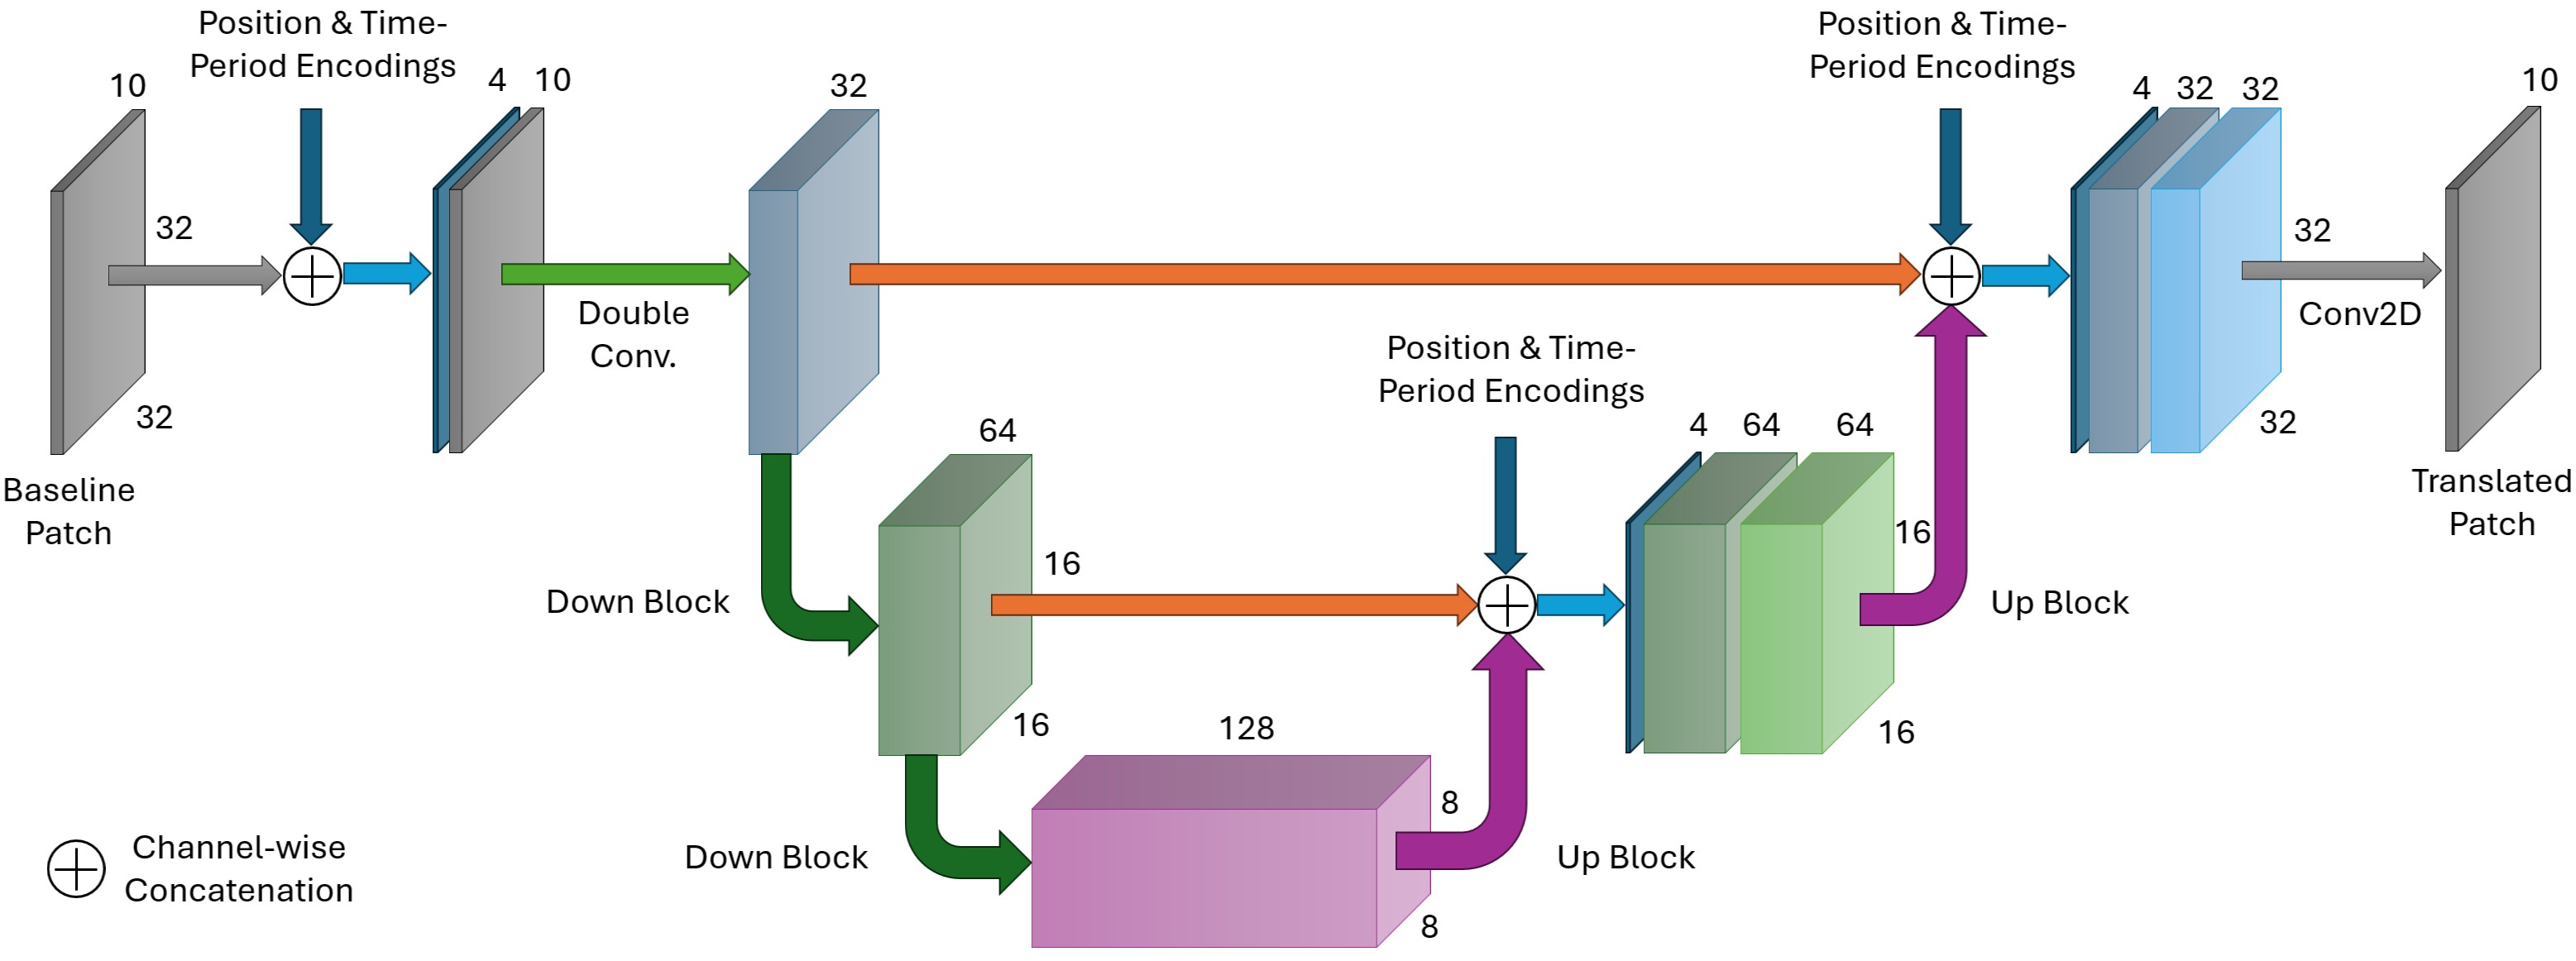 Position & Time-
Period Encodings
10
4
10
32
32
32
Baseline
Patch
Double
Conv.
Position & Time-
Period Encodings
4
32
32
32
32
Conv2D
10
Translated
Patch
Down Block
64
16
16
Position & Time-
Period Encodings
4
64
64
16
16
Up Block
Down Block
128
8
8
Up Block
Channel-wise
Concatenation